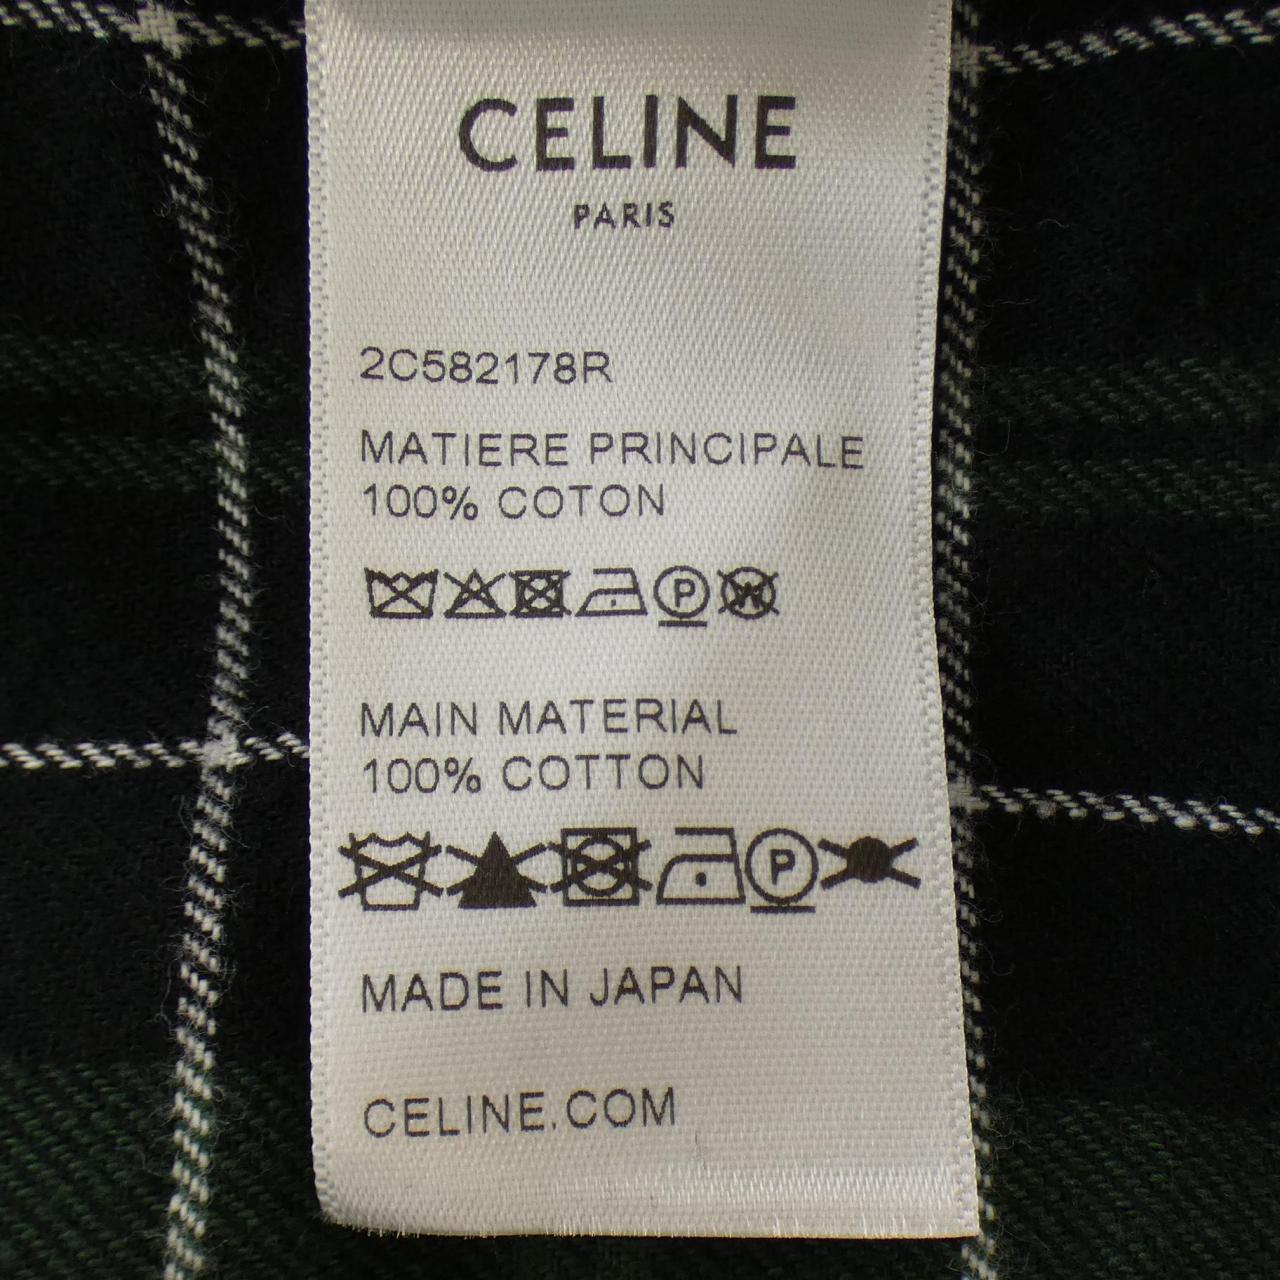 CELINE
PARIS
2C582178R
MATIERE PRINCIPALE
100% COTON
P W
MAIN MATERIAL
100% COTTON
P
MADE IN JAPAN
CELINE.COM